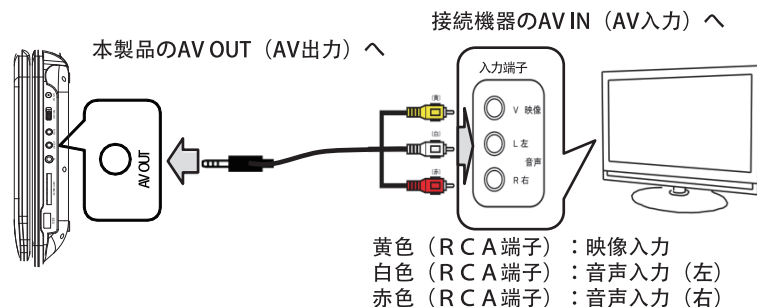 接続機器のAV IN（AV入力）へ
本製品のAV OUT（AV出力）へ
入力端子
AV OUT
（黄）
V 映像
（白）
L 左
音声
（赤）
R 右
黄色（ＲＣＡ端子）：映像入力
白色（ＲＣＡ端子）：音声入力（左）
赤色（ＲＣＡ端子）：音声入力（右）